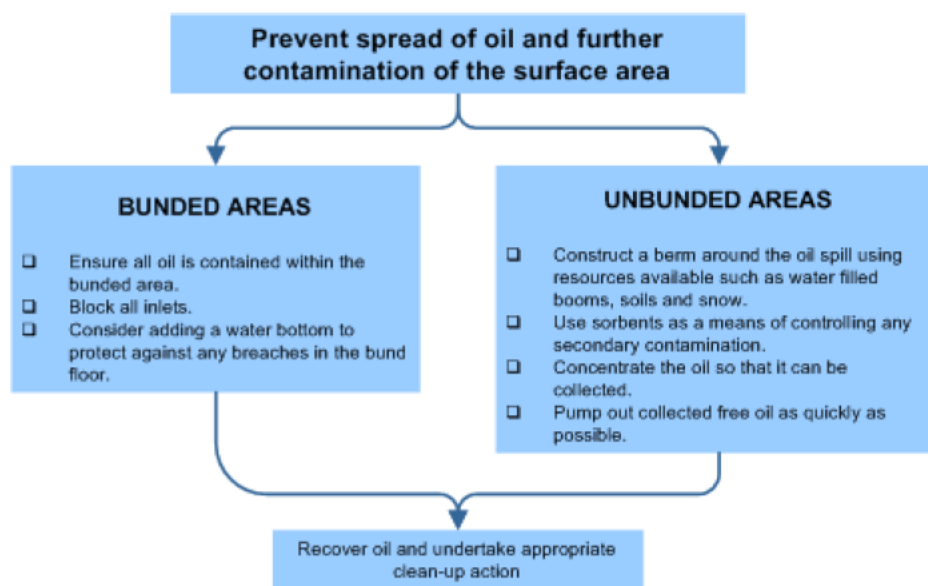 Prevent spread of oil and further
contamination of the surface area
BUNDED AREAS
❑ Ensure all oil is contained within the
bunded area.
❑ Block all inlets.
❑ Consider adding a water bottom to
protect against any breaches in the bund
floor.
UNBUNDED AREAS
❑ Construct a berm around the oil spill using
resources available such as water filled
booms, soils and snow.
❑ Use sorbents as a means of controlling any
secondary contamination.
❑ Concentrate the oil so that it can be
collected.
❑ Pump out collected free oil as quickly as
possible.
Recover oil and undertake appropriate
clean-up action